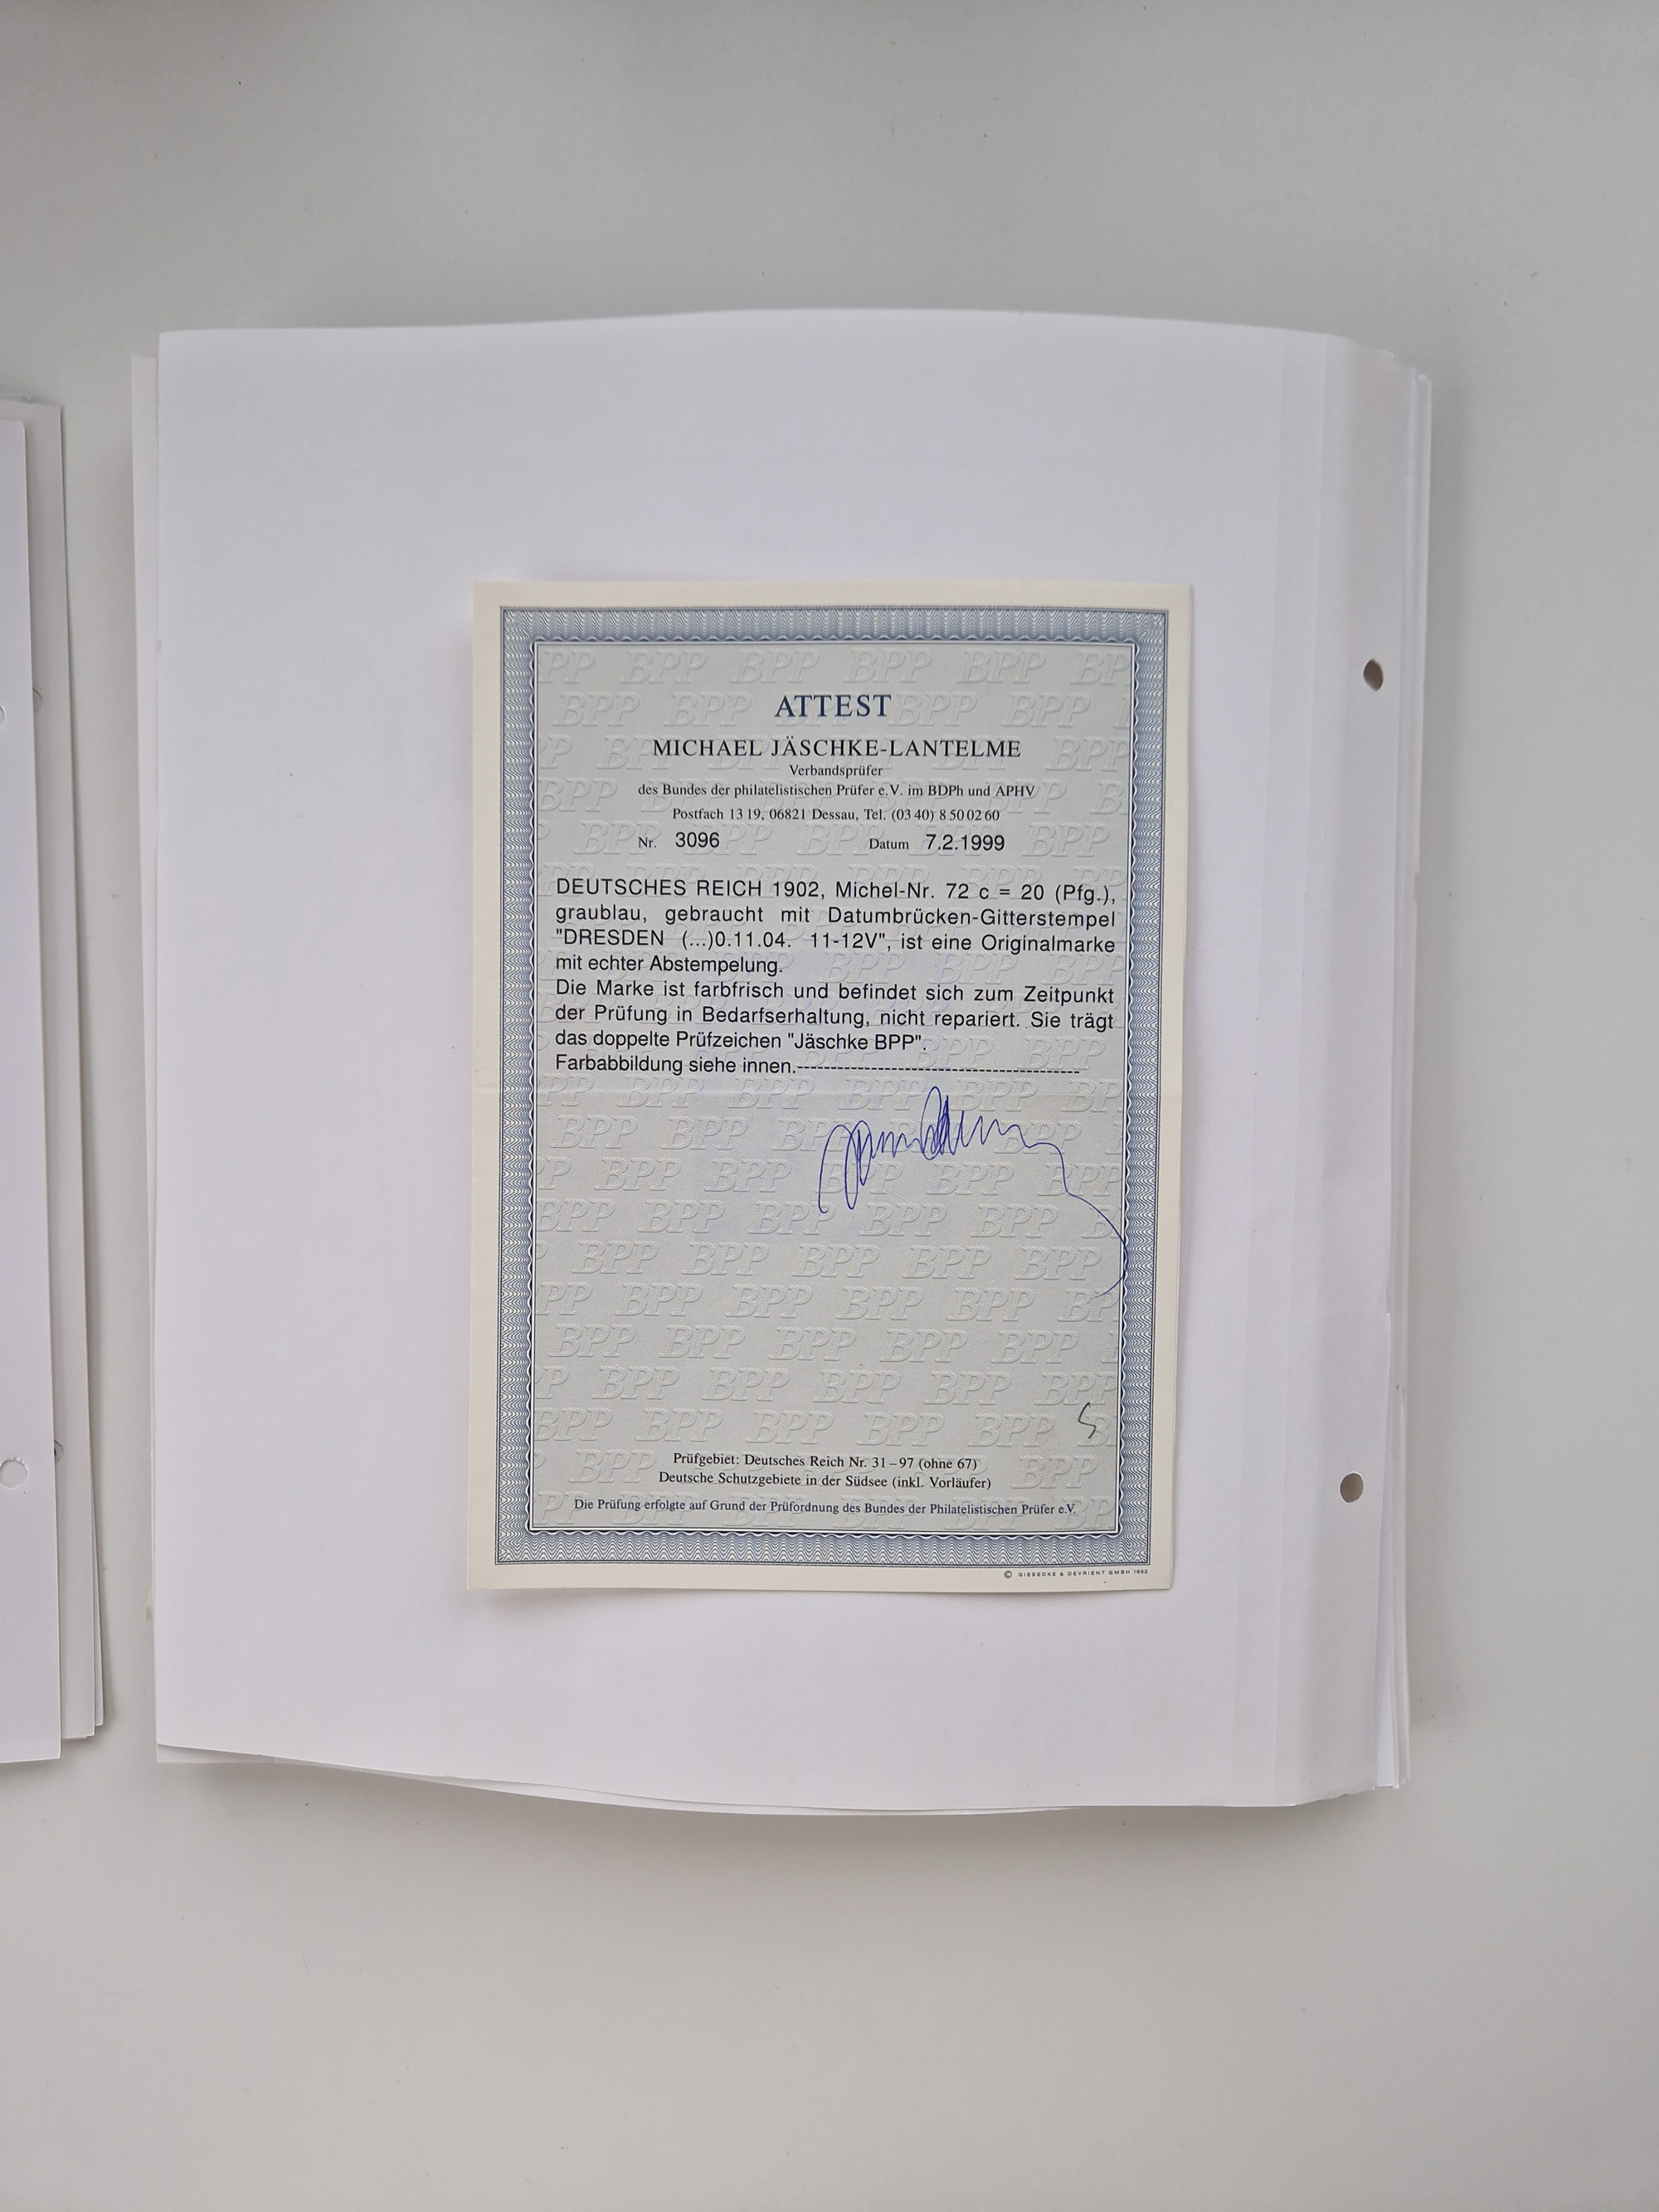 ATTEST
MICHAEL JÄSCHKE-LANTELME
Verbandsprüfer
des Bundes der philatelistischen Prüfer e.V. im BDPh und APHV
Postfach 13 19, 06821 Dessau, Tel. (03 40) 8 50 02 60
Nr. 3096 Datum 7.2.1999
DEUTSCHES REICH 1902, Michel-Nr. 72 c = 20 (Pfg.),
graublau, gebraucht mit Datumbrücken-Gitterstempel
"DRESDEN (...)0.11.04. 11-12V", ist eine Originalmarke
mit echter Abstempelung.
Die Marke ist farbfrisch und befindet sich zum Zeitpunkt
der Prüfung in Bedarfserhaltung, nicht repariert. Sie trägt
das doppelte Prüfzeichen "Jäschke BPP".
Farbabbildung siehe innen.------------------------------------------
Prüfgebiet: Deutsches Reich Nr. 31–97 (ohne 67)
Deutsche Schutzgebiete in der Südsee (inkl. Vorläufer)
Die Prüfung erfolgte auf Grund der Prüfordnung des Bundes der Philatelistischen Prüfer e.V.
© GIESECKE & DEVRIENT GMBH 1992